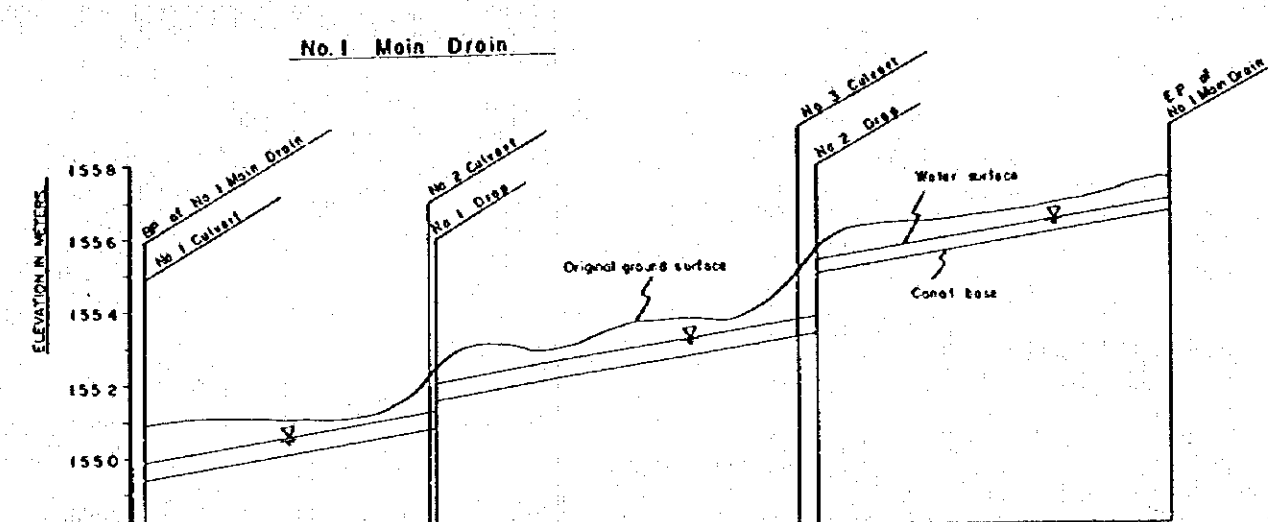 No. 1 Main Drain
ELEVATION IN METERS
1558
1556
1554
1552
1550
BP of No 1 Main Drain
No 1 Culvert
No 2 Culvert
No 1 Drop
No 3 Culvert
No 2 Drop
E P of
No 1 Main Drain
Water surface
Original ground surface
Canal base